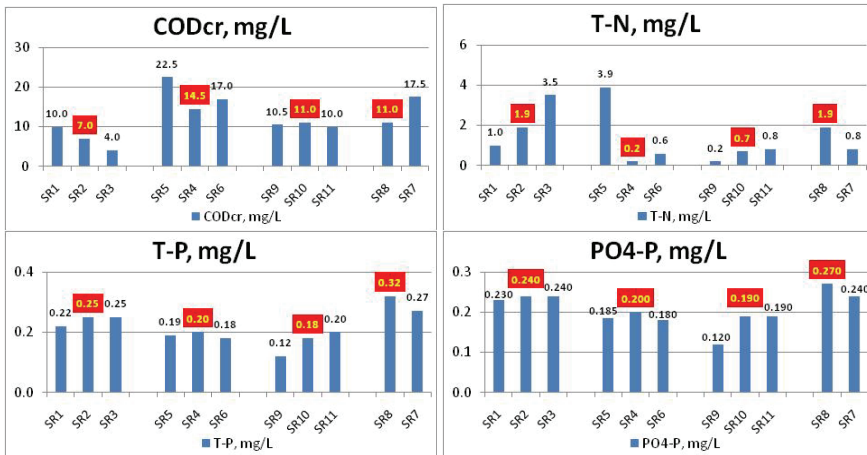 CODcr, mg/L
30
20
10
0
10.0
7.0
4.0
22.5
14.5
17.0
10.5
11.0
10.0
11.0
17.5
SR1
SR2
SR3
SR5
SR4
SR6
SR9
SR10
SR11
SR8
SR7
CODcr, mg/L
T-N, mg/L
6
4
2
0
1.0
1.9
3.5
3.9
0.2
0.6
0.2
0.7
0.8
1.9
0.8
SR1
SR2
SR3
SR5
SR4
SR6
SR9
SR10
SR11
SR8
SR7
T-N, mg/L
T-P, mg/L
0.4
0.2
0.0
0.22
0.25
0.25
0.19
0.20
0.18
0.12
0.18
0.20
0.32
0.27
SR1
SR2
SR3
SR5
SR4
SR6
SR9
SR10
SR11
SR8
SR7
T-P, mg/L
PO4-P, mg/L
0.3
0.2
0.1
0.0
0.230
0.240
0.240
0.185
0.200
0.180
0.120
0.190
0.190
0.270
0.240
SR1
SR2
SR3
SR5
SR4
SR6
SR9
SR10
SR11
SR8
SR7
PO4-P, mg/L